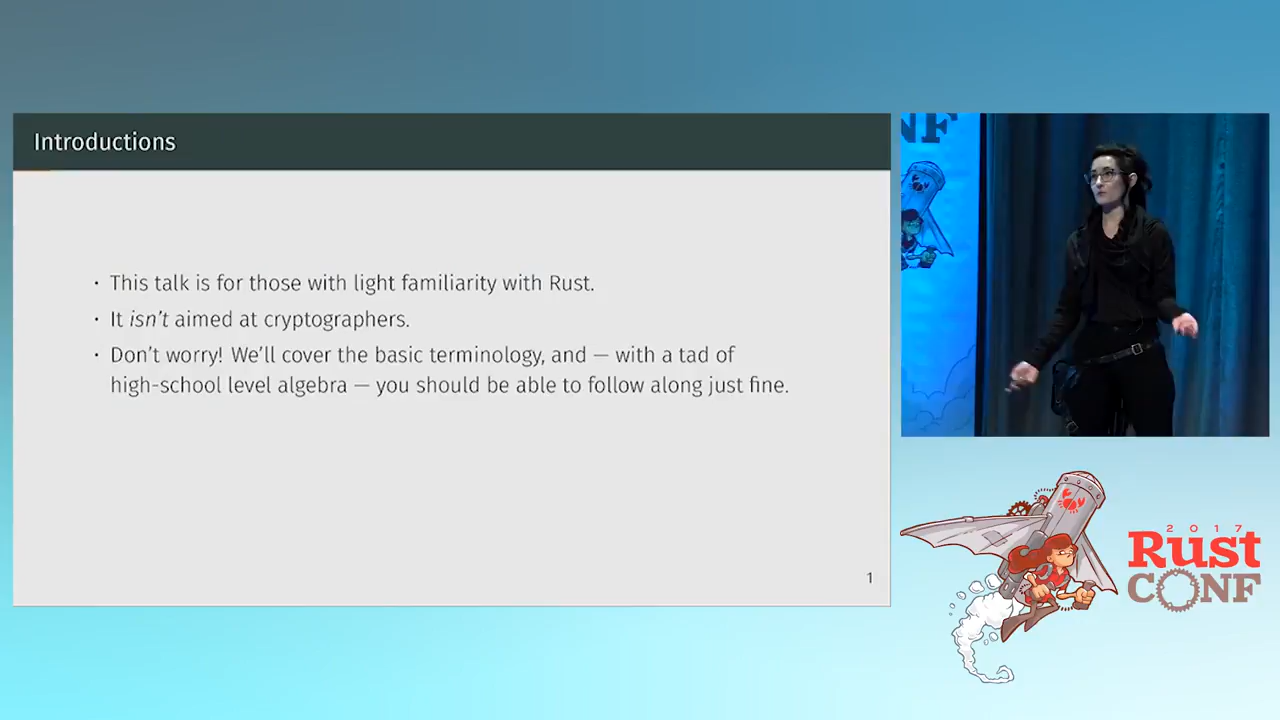 Introductions
· This talk is for those with light familiarity with Rust.
· It isn't aimed at cryptographers.
· Don't worry! We'll cover the basic terminology, and — with a tad of
high-school level algebra — you should be able to follow along just fine.
1
NF
2017
Rust
CONF